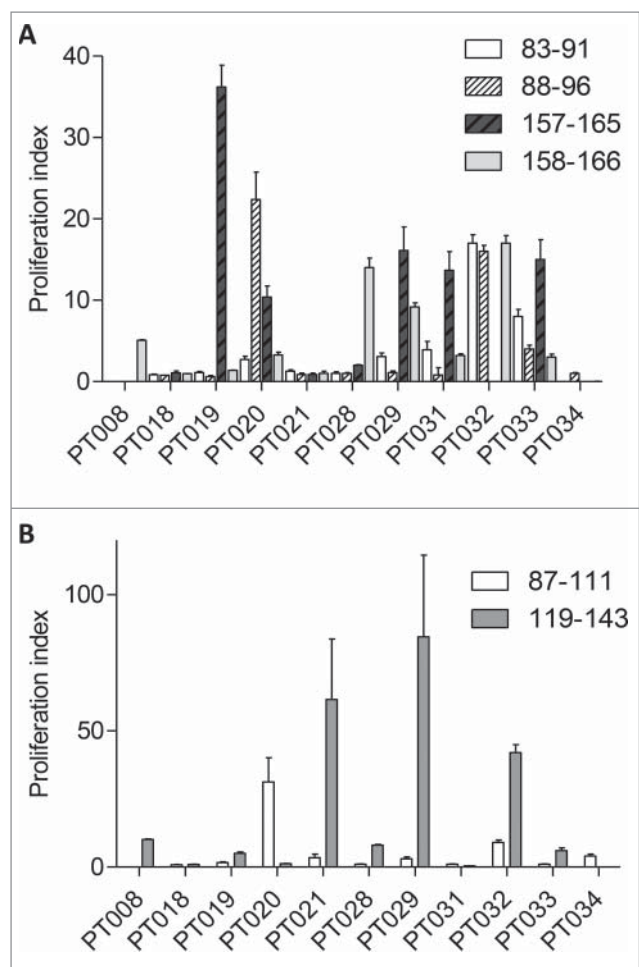 A
40
30
20
10
0
Proliferation index
83-91
88-96
157-165
158-166
PT008
PT018
PT019
PT020
PT021
PT028
PT029
PT031
PT032
PT033
PT034
B
100
50
0
Proliferation index
87-111
119-143
PT008
PT018
PT019
PT020
PT021
PT028
PT029
PT031
PT032
PT033
PT034